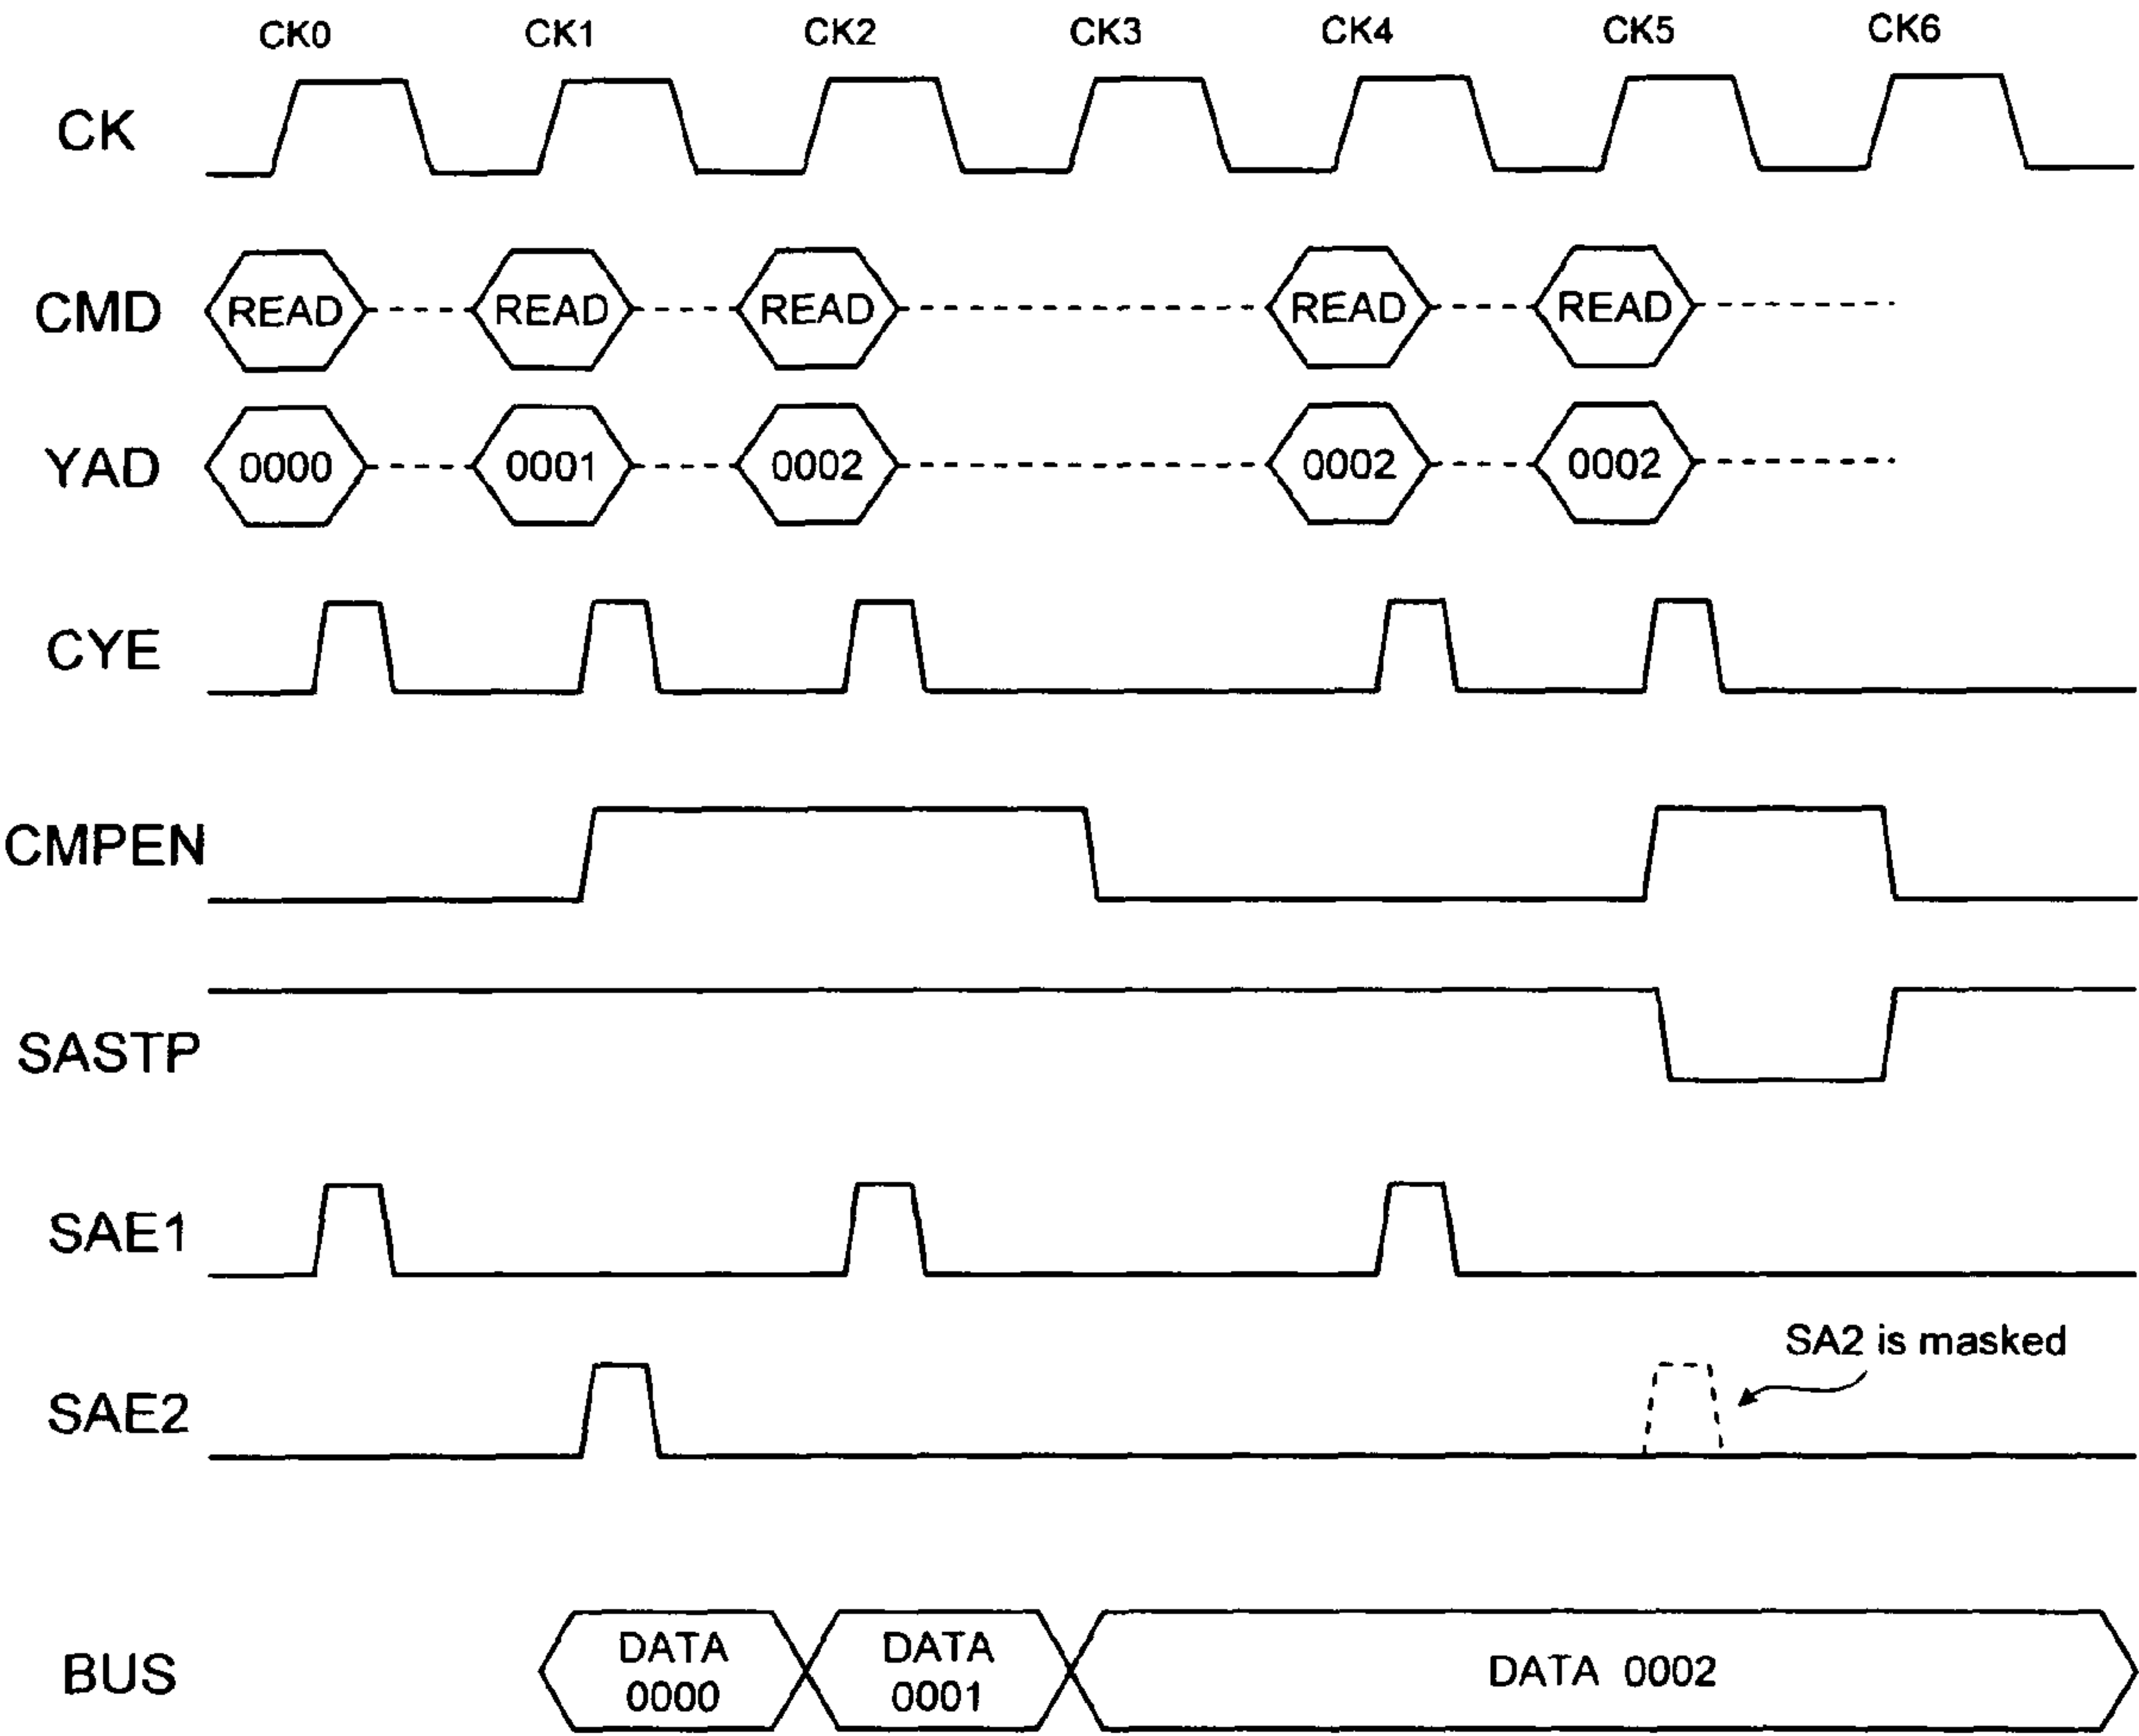 CK0 CK1 CK2 CK3 CK4 CK5 CK6
CK
CMD READ READ READ READ READ
YAD 0000 0001 0002 0002 0002
CYE
CMPEN
SASTP
SAE1
SA2 is masked
SAE2
BUS DATA 0000 DATA 0001 DATA 0002